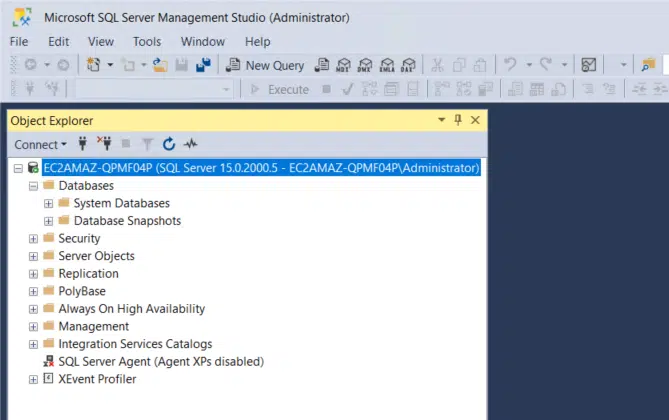 Microsoft SQL Server Management Studio (Administrator)
File Edit View Tools Window Help
New Query MDX DMX XMLA DAX
Execute
Object Explorer
Connect
EC2AMAZ-QPMF04P (SQL Server 15.0.2000.5 - EC2AMAZ-QPMF04P\Administrator)
Databases
System Databases
Database Snapshots
Security
Server Objects
Replication
PolyBase
Always On High Availability
Management
Integration Services Catalogs
SQL Server Agent (Agent XPs disabled)
XEvent Profiler